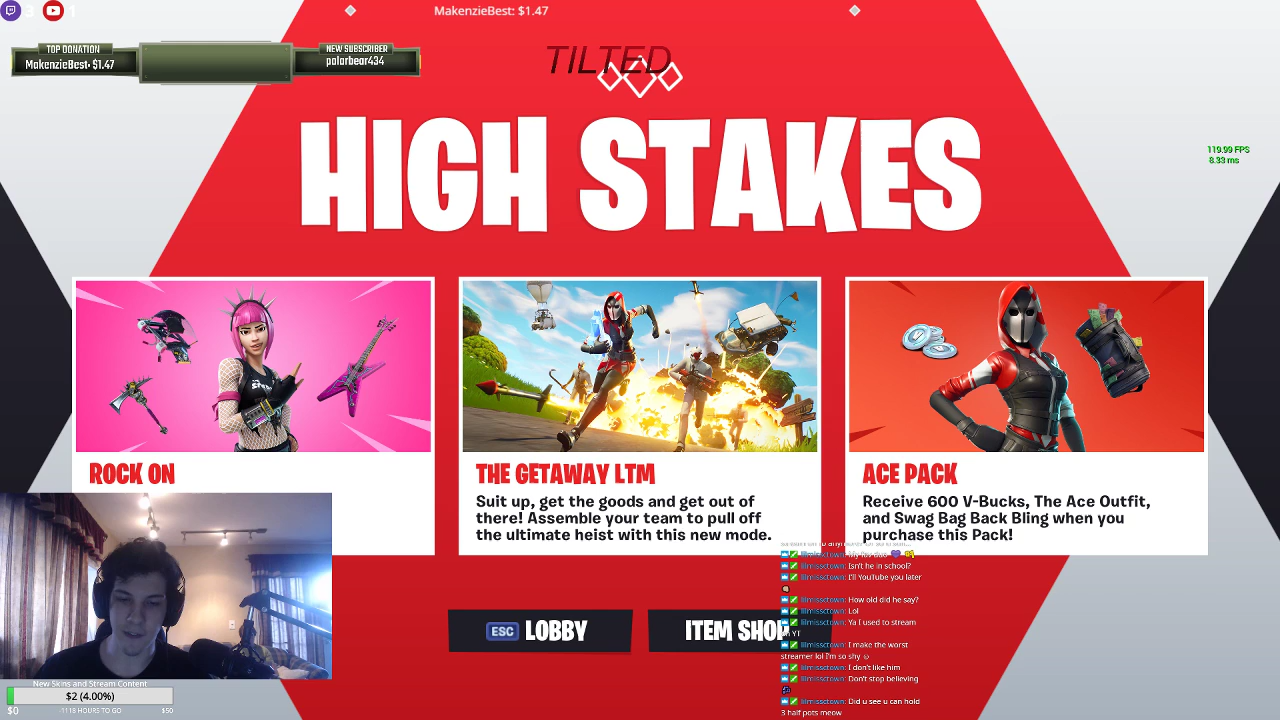 3
1
MakenzieBest: $1.47
TOP DONATION
MakenzieBest• $1.47
NEW SUBSCRIBER
polarbear434
TILTED
HIGH STAKES
119.99 FPS
8.33 ms
ROCK ON
THE GETAWAY LTM
Suit up, get the goods and get out of
there! Assemble your team to pull off
the ultimate heist with this new mode.
ACE PACK
Receive 600 V-Bucks, The Ace Outfit,
and Swag Bag Back Bling when you
purchase this Pack!
ESC LOBBY
ITEM SHOP
lilmissctown:
lilmissctown: Isn't he in school?
lilmissctown: I'll YouTube you later
lilmissctown: How old did he say?
lilmissctown: Lol
lilmissctown: Ya I used to stream
YT
lilmissctown: I make the worst
streamer lol I'm so shy
lilmissctown: I don't like him
lilmissctown: Don't stop believing
lilmissctown: Did u see u can hold
3 half pots meow
New Skins and Stream Content
$2 (4.00%)
$0
-1118 HOURS TO GO
$50